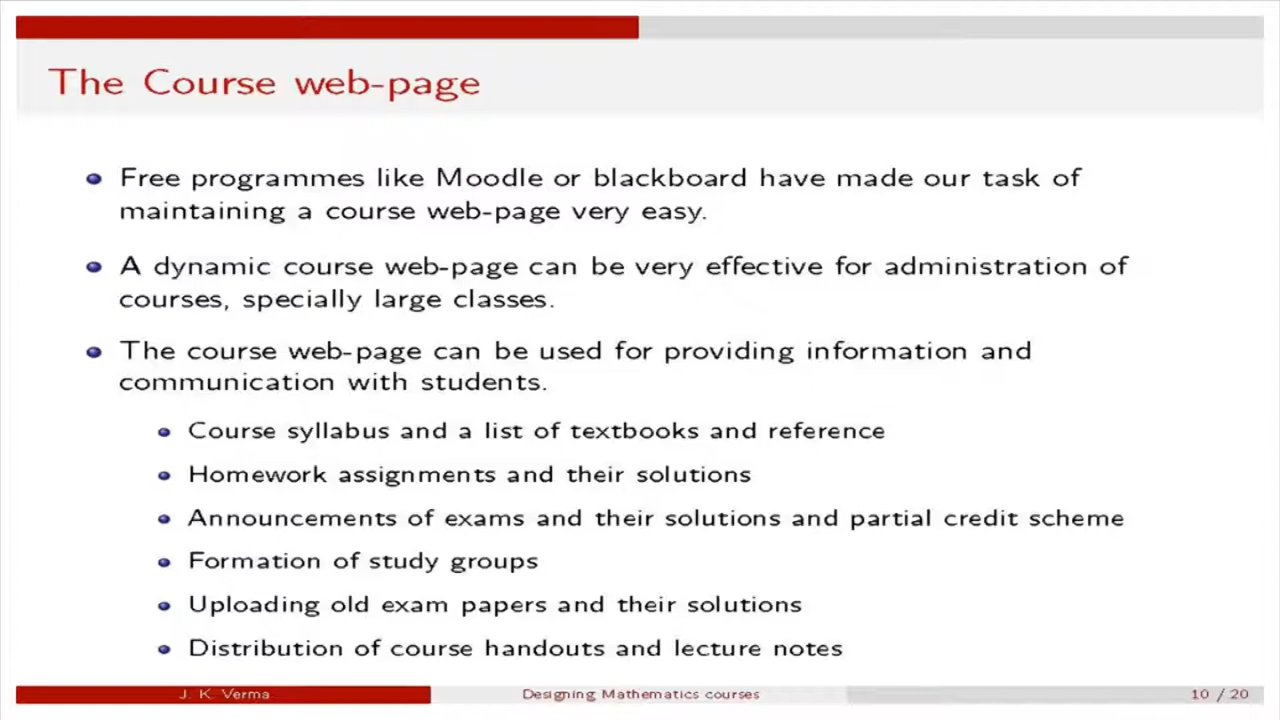 The Course web-page
Free programmes like Moodle or blackboard have made our task of
maintaining a course web-page very easy.
A dynamic course web-page can be very effective for administration of
courses, specially large classes.
The course web-page can be used for providing information and
communication with students.
Course syllabus and a list of textbooks and reference
Homework assignments and their solutions
Announcements of exams and their solutions and partial credit scheme
Formation of study groups
Uploading old exam papers and their solutions
Distribution of course handouts and lecture notes
J. K. Verma Designing Mathematics courses 10 / 20